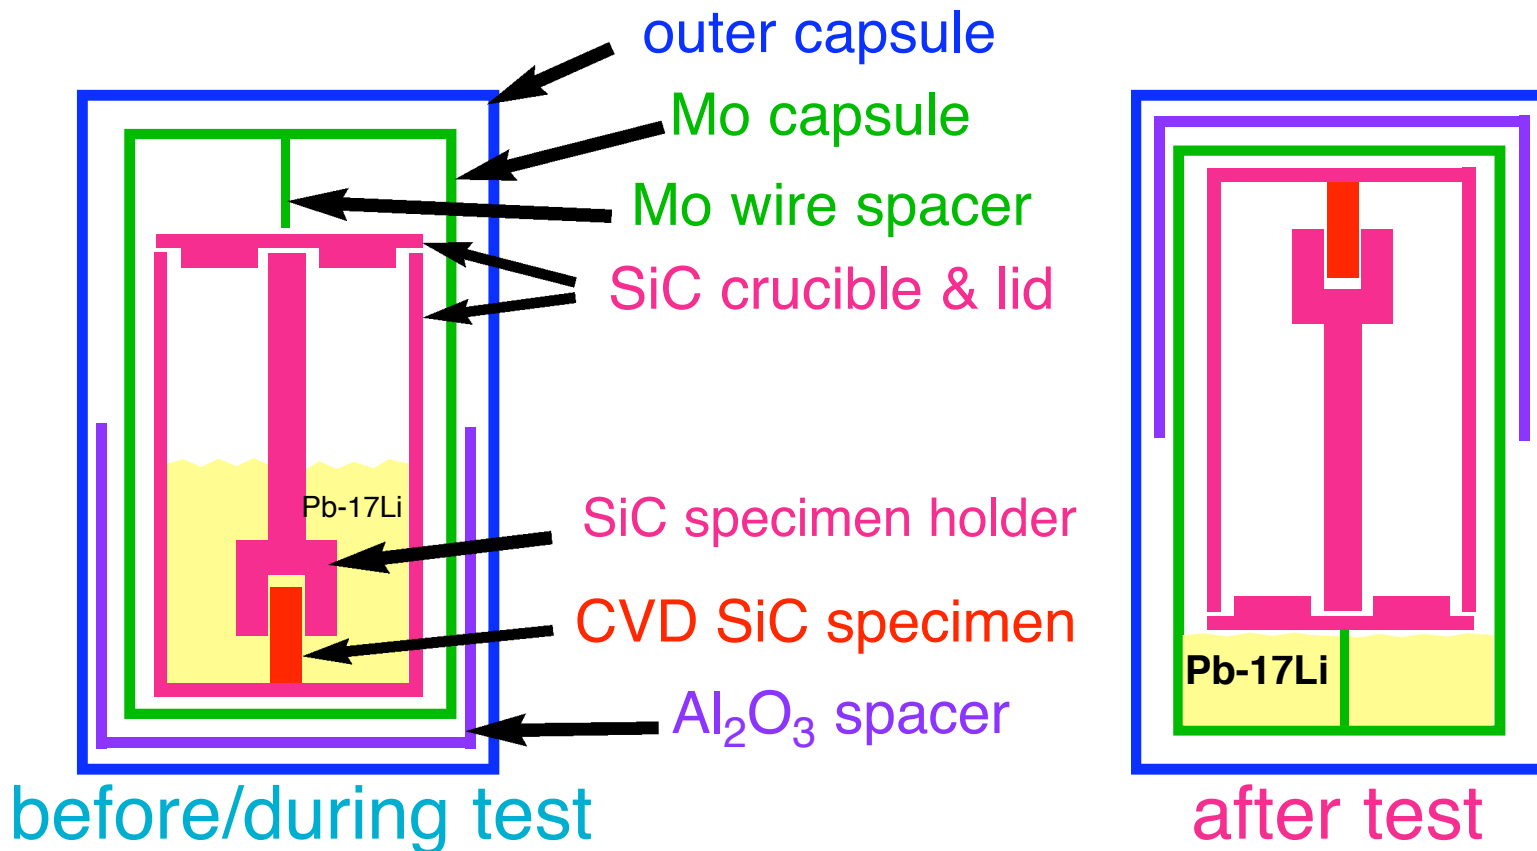 outer capsule
Mo capsule
Mo wire spacer
SiC crucible & lid
Pb-17Li
SiC specimen holder
CVD SiC specimen
Al₂O₃ spacer
before/during test
Pb-17Li
after test